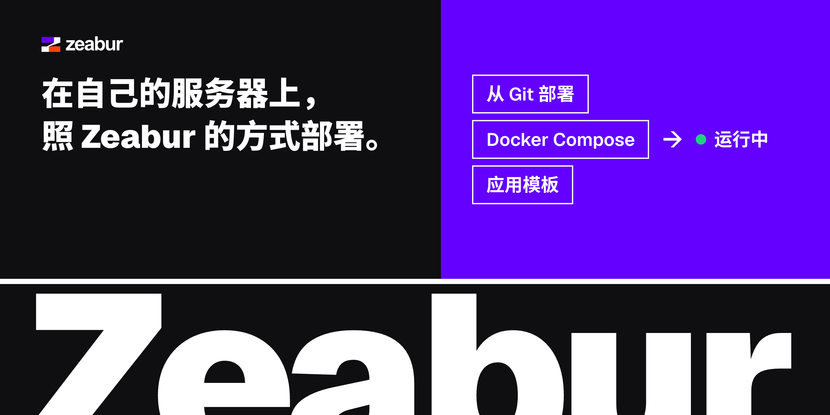 zeabur
在自己的服务器上，
照 Zeabur 的方式部署。
从 Git 部署
Docker Compose
→
运行中
应用模板
Zeabur